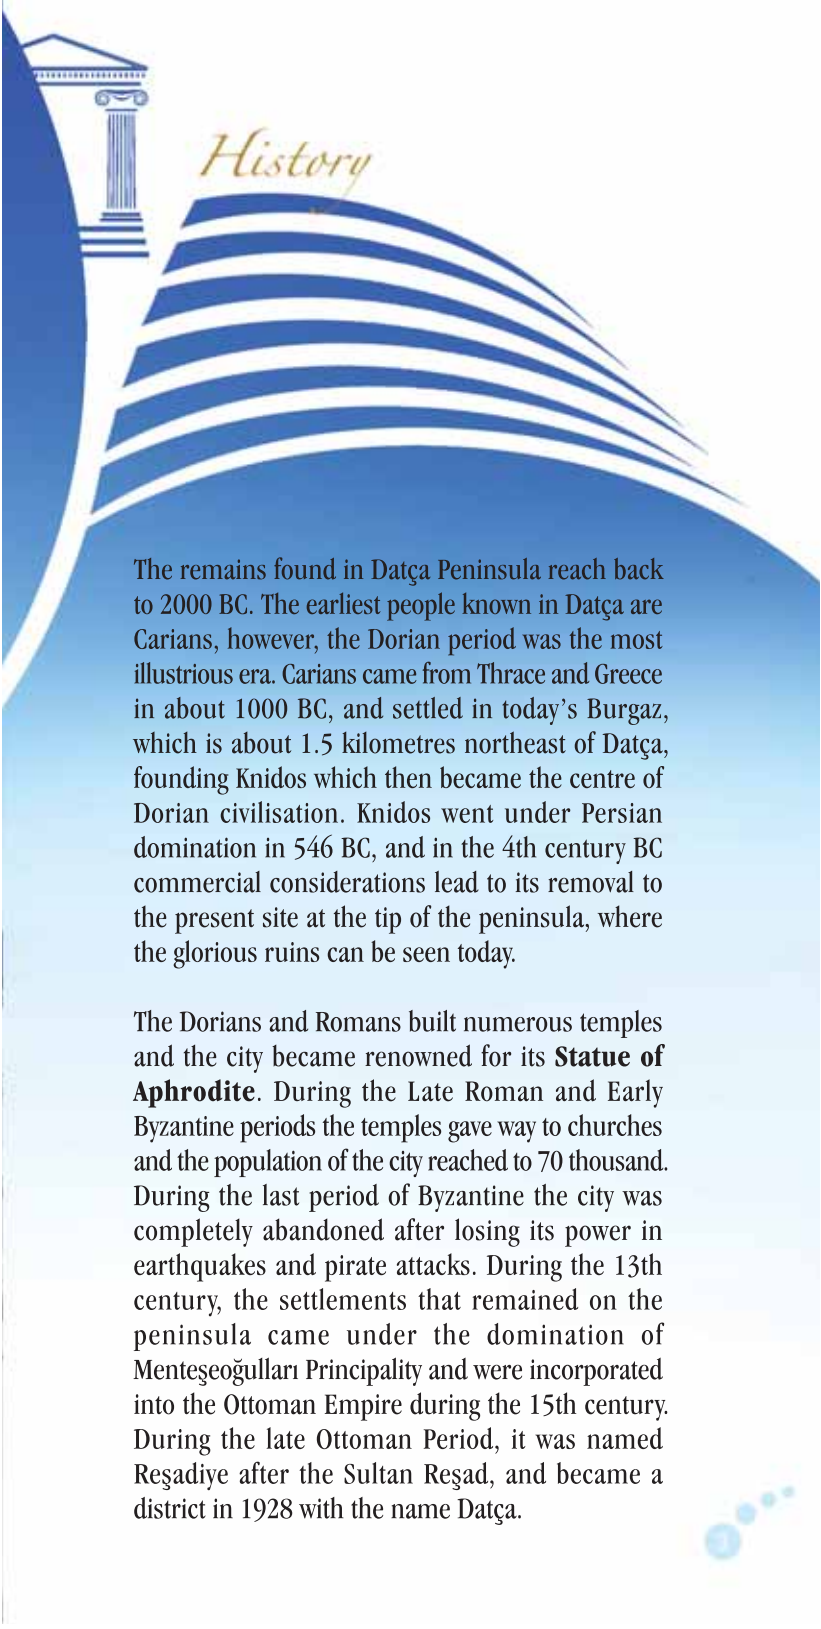 History
The remains found in Datça Peninsula reach back
to 2000 BC. The earliest people known in Datça are
Carians, however, the Dorian period was the most
illustrious era. Carians came from Thrace and Greece
in about 1000 BC, and settled in today's Burgaz,
which is about 1.5 kilometres northeast of Datça,
founding Knidos which then became the centre of
Dorian civilisation. Knidos went under Persian
domination in 546 BC, and in the 4th century BC
commercial considerations lead to its removal to
the present site at the tip of the peninsula, where
the glorious ruins can be seen today.
The Dorians and Romans built numerous temples
and the city became renowned for its Statue of
Aphrodite. During the Late Roman and Early
Byzantine periods the temples gave way to churches
and the population of the city reached to 70 thousand.
During the last period of Byzantine the city was
completely abandoned after losing its power in
earthquakes and pirate attacks. During the 13th
century, the settlements that remained on the
peninsula came under the domination of
Menteşeoğulları Principality and were incorporated
into the Ottoman Empire during the 15th century.
During the late Ottoman Period, it was named
Reşadiye after the Sultan Reşad, and became a
district in 1928 with the name Datça.
3